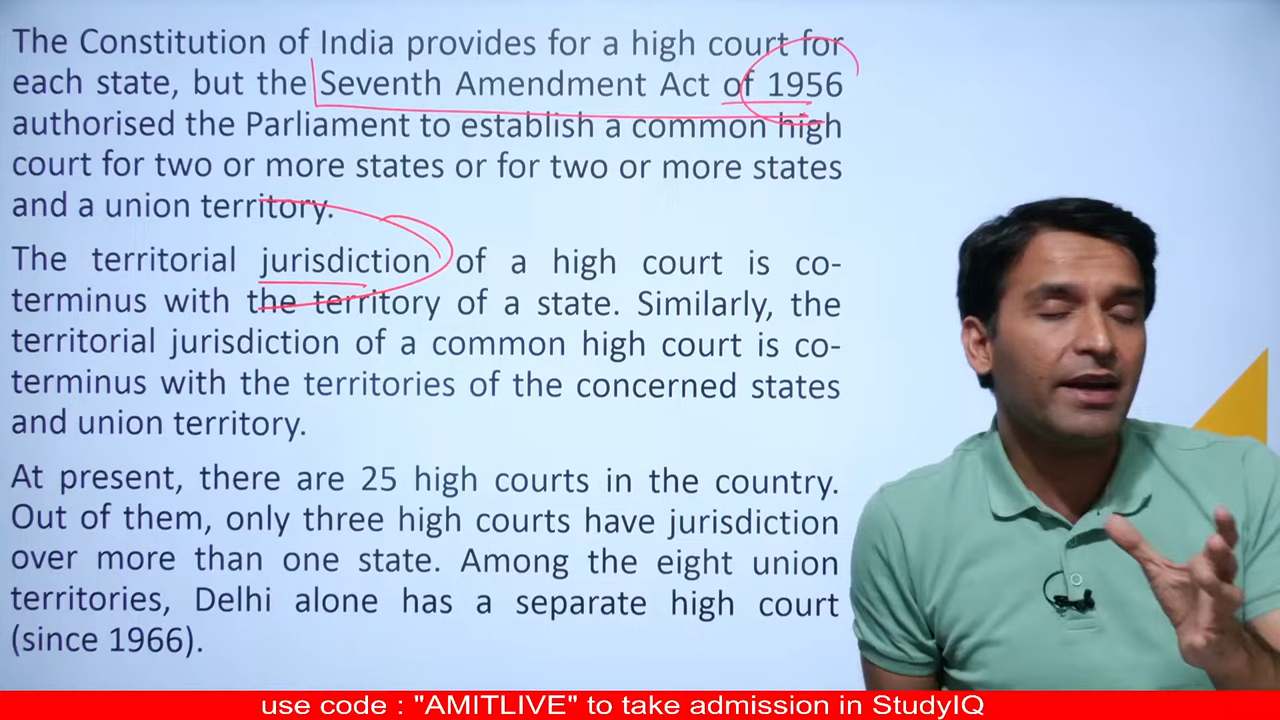 The Constitution of India provides for a high court for
each state, but the Seventh Amendment Act of 1956
authorised the Parliament to establish a common high
court for two or more states or for two or more states
and a union territory.
The territorial jurisdiction of a high court is co-
terminus with the territory of a state. Similarly, the
territorial jurisdiction of a common high court is co-
terminus with the territories of the concerned states
and union territory.
At present, there are 25 high courts in the country.
Out of them, only three high courts have jurisdiction
over more than one state. Among the eight union
territories, Delhi alone has a separate high court
(since 1966).
use code : "AMITLIVE" to take admission in StudyIQ